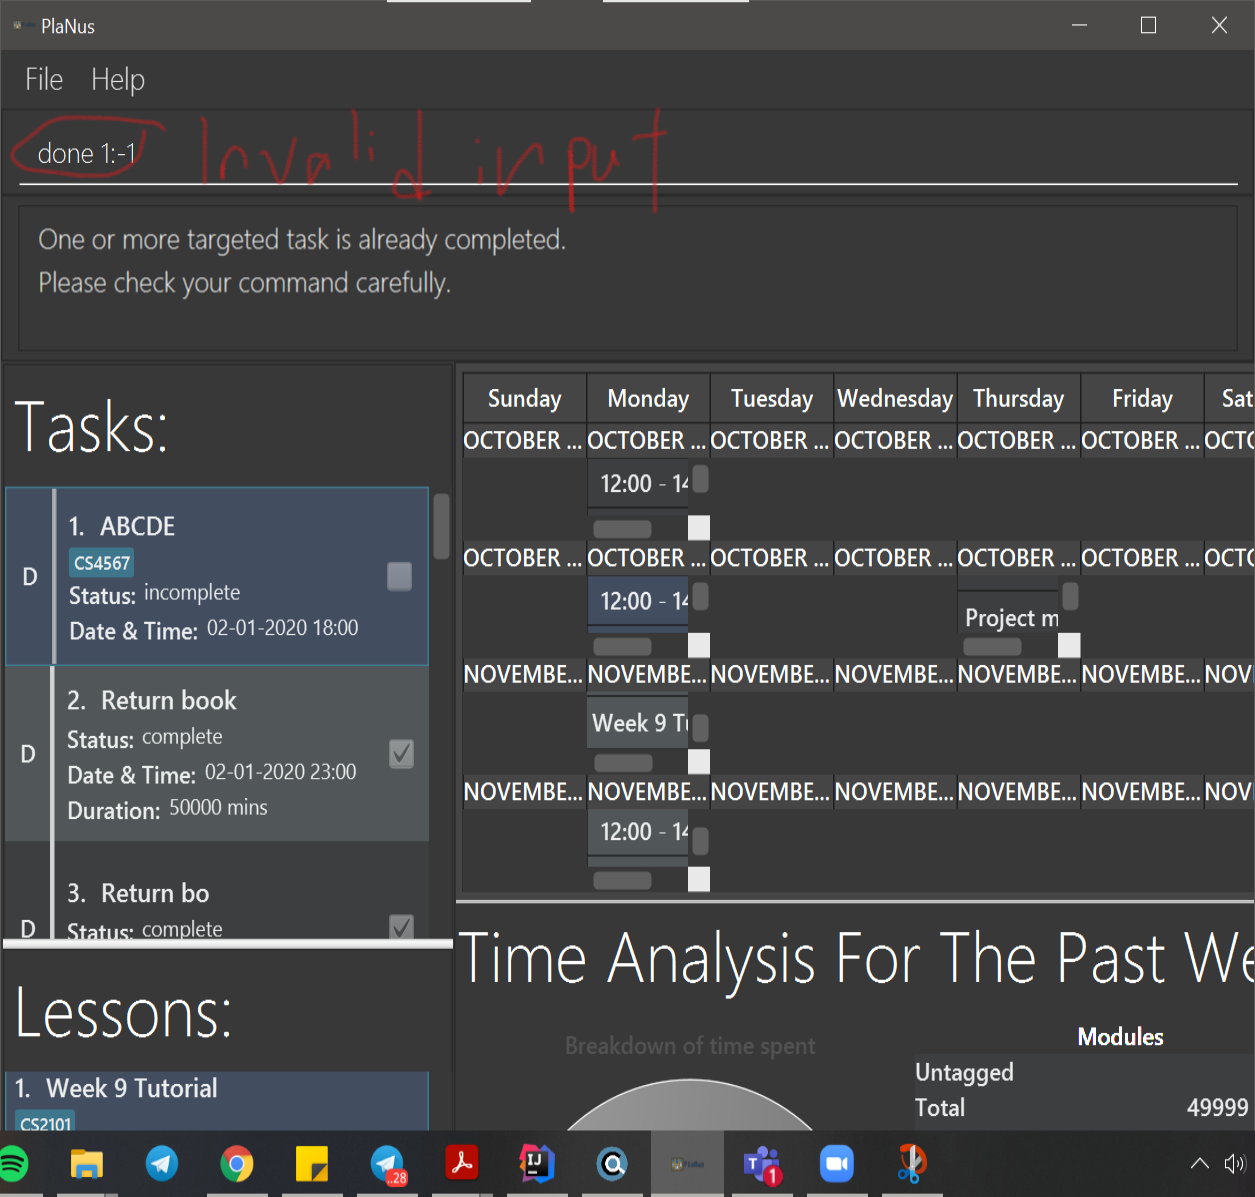 PlaNus
File Help
done 1:-1 Invalid input
One or more targeted task is already completed.
Please check your command carefully.
Tasks:
D
1. ABCDE
CS4567
Status: incomplete
Date & Time: 02-01-2020 18:00
D
2. Return book
Status: complete
Date & Time: 02-01-2020 23:00
Duration: 50000 mins
D
3. Return bo
Status: complete
Lessons:
1. Week 9 Tutorial
CS2101
Sunday Monday Tuesday Wednesday Thursday Friday Sat
OCTOBER ... OCTOBER ... OCTOBER ... OCTOBER ... OCTOBER ... OCTOBER ... OCTO
12:00 - 14
OCTOBER ... OCTOBER ... OCTOBER ... OCTOBER ... OCTOBER ... OCTOBER ... OCTO
12:00 - 14 Project m
NOVEMBE... NOVEMBE... NOVEMBE... NOVEMBE... NOVEMBE... NOVEMBE... NOVE
Week 9 Tu
NOVEMBE... NOVEMBE... NOVEMBE... NOVEMBE... NOVEMBE... NOVEMBE... NOVE
12:00 - 14
Time Analysis For The Past We
Breakdown of time spent
Modules
Untagged
Total 49999
..28
IJ
T
1